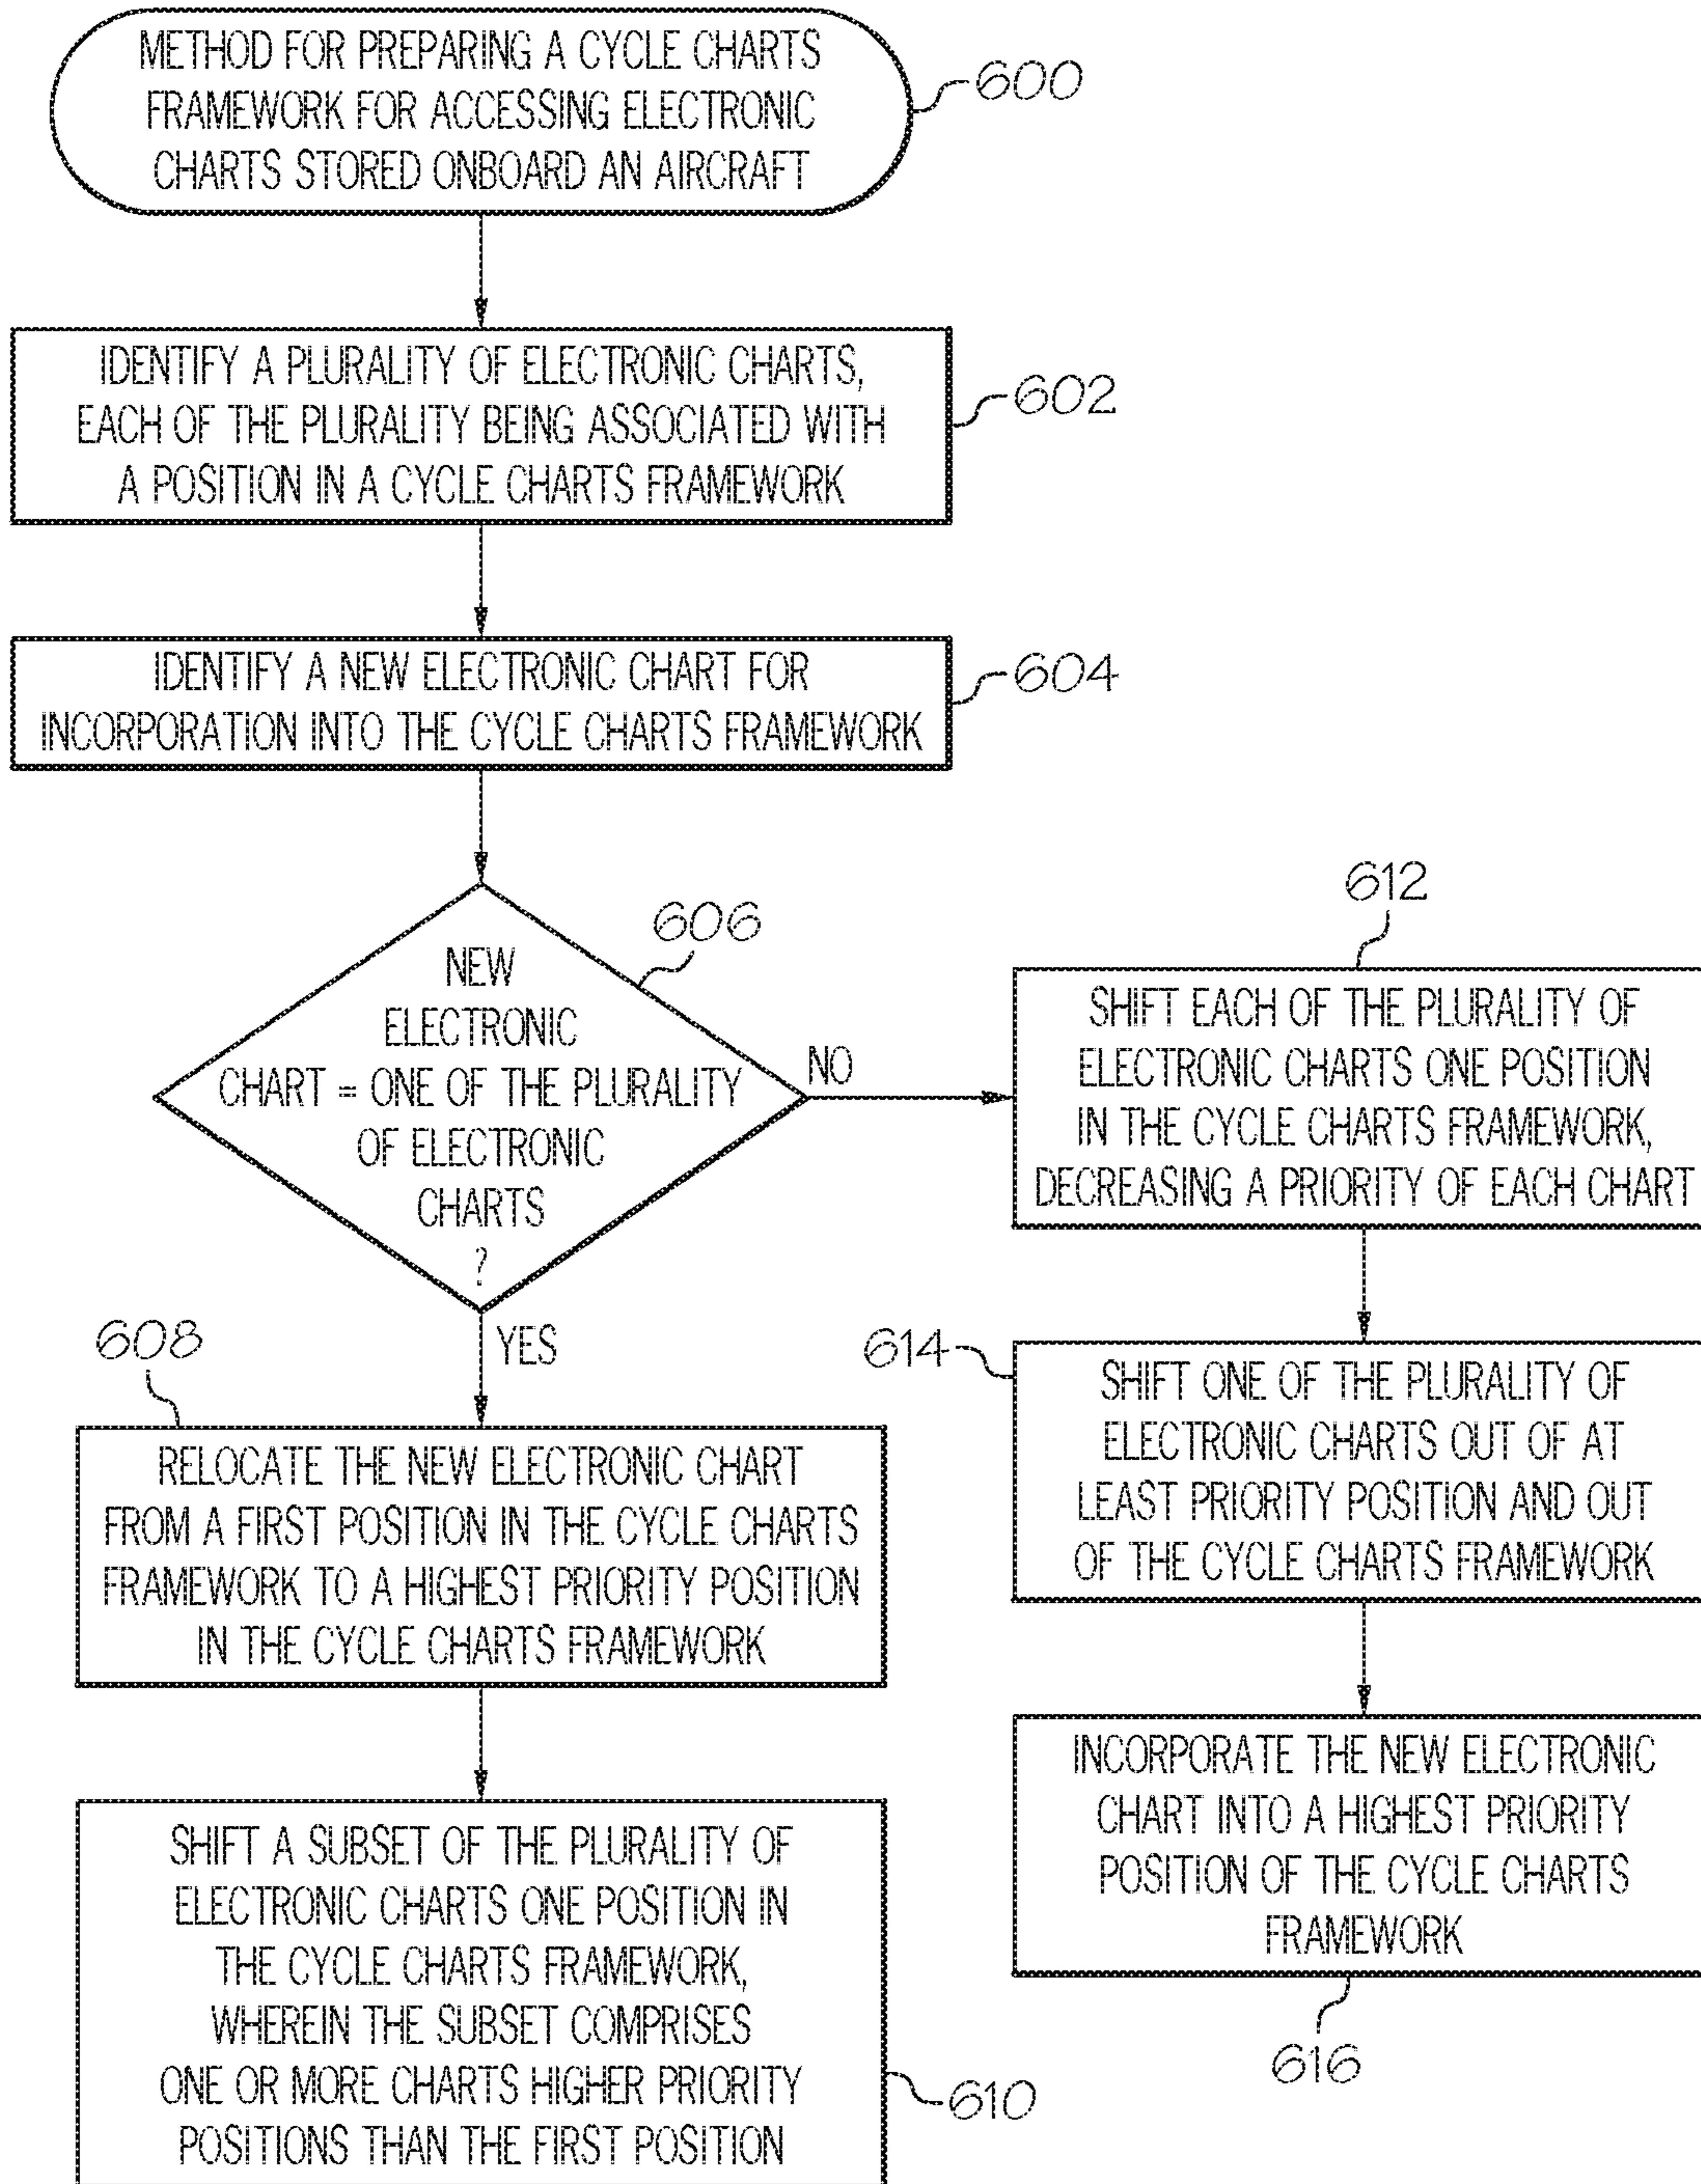 METHOD FOR PREPARING A CYCLE CHARTS
FRAMEWORK FOR ACCESSING ELECTRONIC
CHARTS STORED ONBOARD AN AIRCRAFT
600
IDENTIFY A PLURALITY OF ELECTRONIC CHARTS,
EACH OF THE PLURALITY BEING ASSOCIATED WITH
A POSITION IN A CYCLE CHARTS FRAMEWORK
602
IDENTIFY A NEW ELECTRONIC CHART FOR
INCORPORATION INTO THE CYCLE CHARTS FRAMEWORK
604
NEW
ELECTRONIC
CHART = ONE OF THE PLURALITY
OF ELECTRONIC
CHARTS
?
606
NO
YES
608
RELOCATE THE NEW ELECTRONIC CHART
FROM A FIRST POSITION IN THE CYCLE CHARTS
FRAMEWORK TO A HIGHEST PRIORITY POSITION
IN THE CYCLE CHARTS FRAMEWORK
SHIFT A SUBSET OF THE PLURALITY OF
ELECTRONIC CHARTS ONE POSITION IN
THE CYCLE CHARTS FRAMEWORK,
WHEREIN THE SUBSET COMPRISES
ONE OR MORE CHARTS HIGHER PRIORITY
POSITIONS THAN THE FIRST POSITION
610
612
SHIFT EACH OF THE PLURALITY OF
ELECTRONIC CHARTS ONE POSITION
IN THE CYCLE CHARTS FRAMEWORK,
DECREASING A PRIORITY OF EACH CHART
614
SHIFT ONE OF THE PLURALITY OF
ELECTRONIC CHARTS OUT OF AT
LEAST PRIORITY POSITION AND OUT
OF THE CYCLE CHARTS FRAMEWORK
INCORPORATE THE NEW ELECTRONIC
CHART INTO A HIGHEST PRIORITY
POSITION OF THE CYCLE CHARTS
FRAMEWORK
616